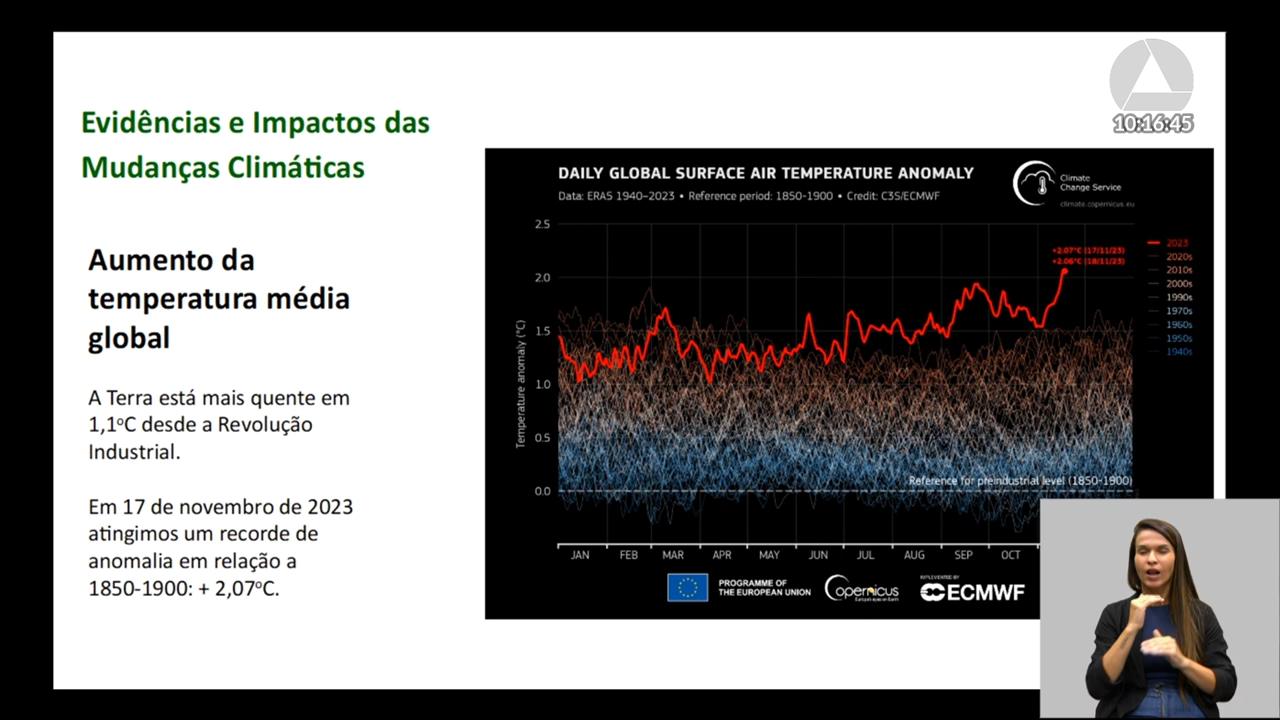 10:16:45
Evidências e Impactos das
Mudanças Climáticas
Aumento da
temperatura média
global
A Terra está mais quente em
1,1ºC desde a Revolução
Industrial.
Em 17 de novembro de 2023
atingimos um recorde de
anomalia em relação a
1850-1900: + 2,07ºC.
DAILY GLOBAL SURFACE AIR TEMPERATURE ANOMALY
Data: ERA5 1940–2023 • Reference period: 1850-1900 • Credit: C3S/ECMWF
Climate
Change Service
climate.copernicus.eu
Temperature anomaly (°C)
2.5
2.0
1.5
1.0
0.5
0.0
+2.07°C (17/11/23)
+2.06°C (18/11/23)
2023
2020s
2010s
2000s
1990s
1970s
1960s
1950s
1940s
Reference for preindustrial level (1850-1900)
JAN FEB MAR APR MAY JUN JUL AUG SEP OCT
PROGRAMME OF
THE EUROPEAN UNION
Copernicus
Europe's eyes on Earth
IMPLEMENTED BY
ECMWF